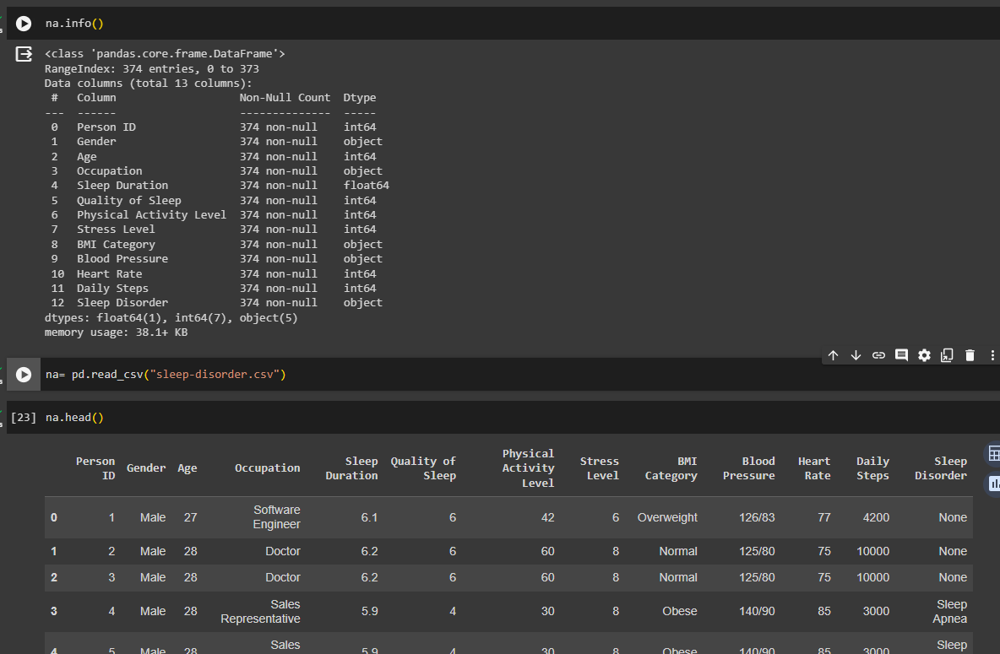 na.info()
<class 'pandas.core.frame.DataFrame'>
RangeIndex: 374 entries, 0 to 373
Data columns (total 13 columns):
 #   Column                   Non-Null Count  Dtype
---  ------                   --------------  -----
 0   Person ID                374 non-null    int64
 1   Gender                   374 non-null    object
 2   Age                      374 non-null    int64
 3   Occupation               374 non-null    object
 4   Sleep Duration           374 non-null    float64
 5   Quality of Sleep         374 non-null    int64
 6   Physical Activity Level  374 non-null    int64
 7   Stress Level             374 non-null    int64
 8   BMI Category             374 non-null    object
 9   Blood Pressure           374 non-null    object
 10  Heart Rate               374 non-null    int64
 11  Daily Steps              374 non-null    int64
 12  Sleep Disorder           374 non-null    object
dtypes: float64(1), int64(7), object(5)
memory usage: 38.1+ KB
na= pd.read_csv("sleep-disorder.csv")
[23] na.head()
Person ID Gender Age Occupation Sleep Duration Quality of Sleep Physical Activity Level Stress Level BMI Category Blood Pressure Heart Rate Daily Steps Sleep Disorder
0 1 Male 27 Software Engineer 6.1 6 42 6 Overweight 126/83 77 4200 None
1 2 Male 28 Doctor 6.2 6 60 8 Normal 125/80 75 10000 None
2 3 Male 28 Doctor 6.2 6 60 8 Normal 125/80 75 10000 None
3 4 Male 28 Sales Representative 5.9 4 30 8 Obese 140/90 85 3000 Sleep Apnea
4 5 Male 28 Sales 5.9 4 30 8 Obese 140/90 85 3000 Sleep